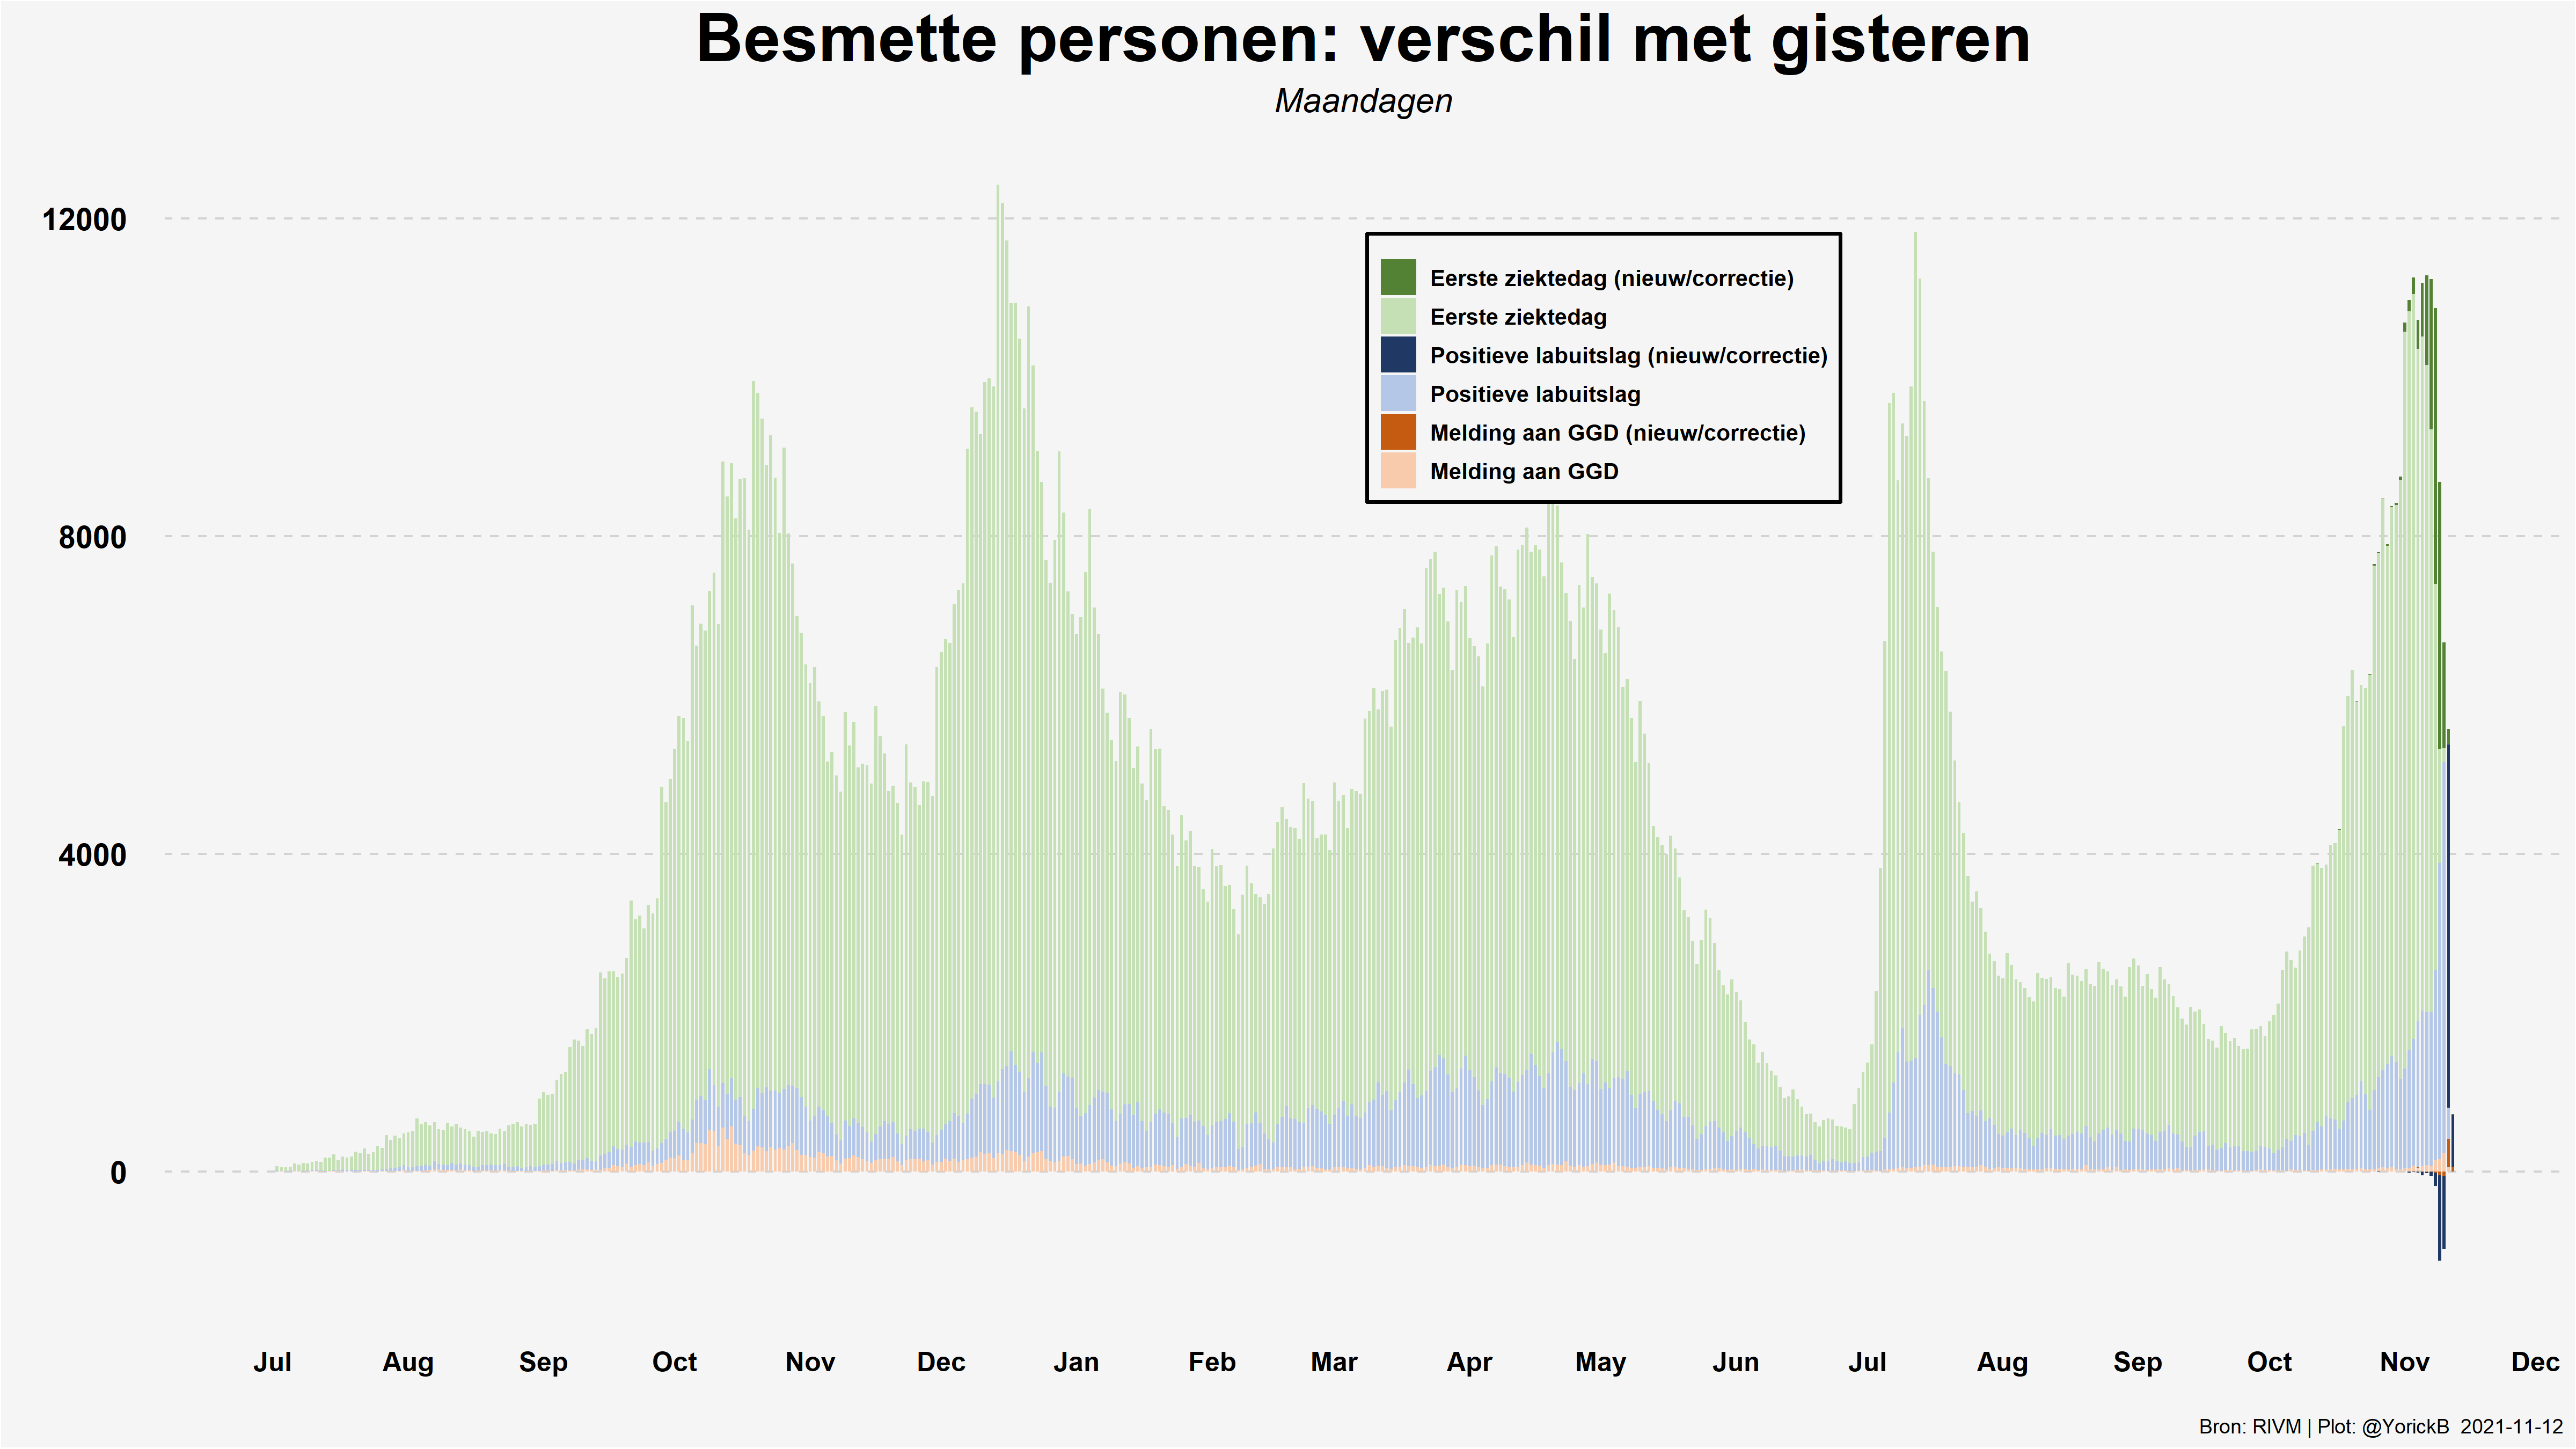 Besmette personen: verschil met gisteren
Maandagen
12000
8000
4000
0
Eerste ziektedag (nieuw/correctie)
Eerste ziektedag
Positieve labuitslag (nieuw/correctie)
Positieve labuitslag
Melding aan GGD (nieuw/correctie)
Melding aan GGD
Jul Aug Sep Oct Nov Dec Jan Feb Mar Apr May Jun Jul Aug Sep Oct Nov Dec
Bron: RIVM | Plot: @YorickB 2021-11-12